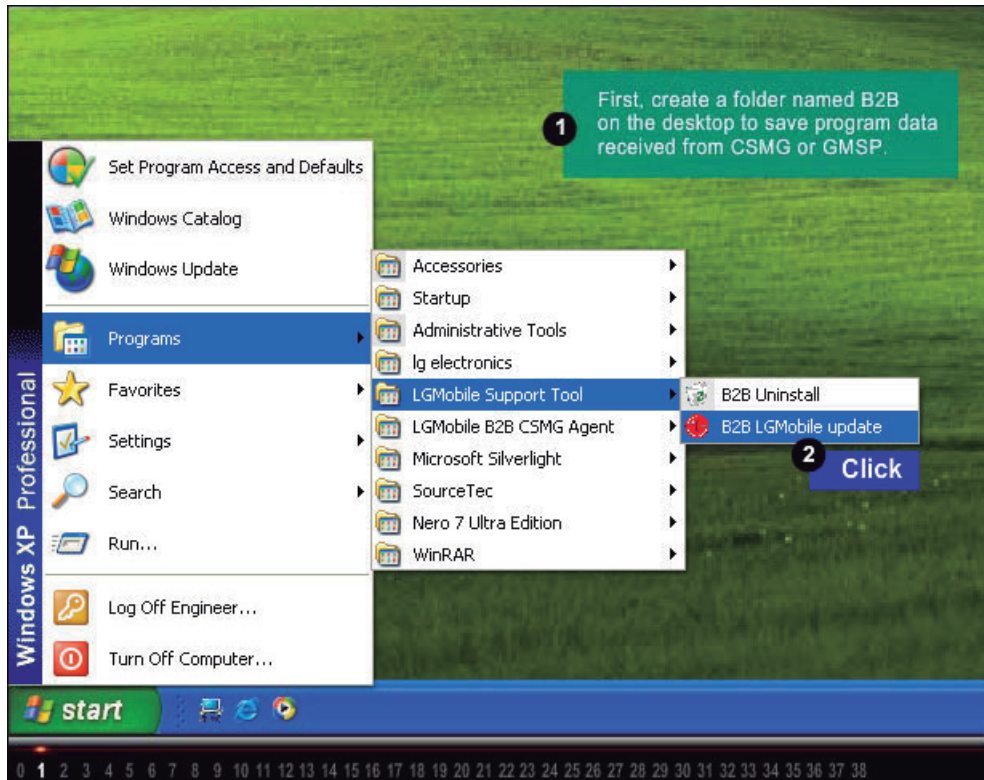 First, create a folder named B2B
1 on the desktop to save program data
received from CSMG or GMSP.
Set Program Access and Defaults
Windows Catalog
Windows Update
Programs
Favorites
Settings
Search
Run...
Log Off Engineer...
Turn Off Computer...
Windows XP Professional
Accessories
Startup
Administrative Tools
lg electronics
LGMobile Support Tool
LGMobile B2B CSMG Agent
Microsoft Silverlight
SourceTec
Nero 7 Ultra Edition
WinRAR
B2B Uninstall
B2B LGMobile update
2 Click
start
0 1 2 3 4 5 6 7 8 9 10 11 12 13 14 15 16 17 18 19 20 21 22 23 24 25 26 27 28 29 30 31 32 33 34 35 36 37 38